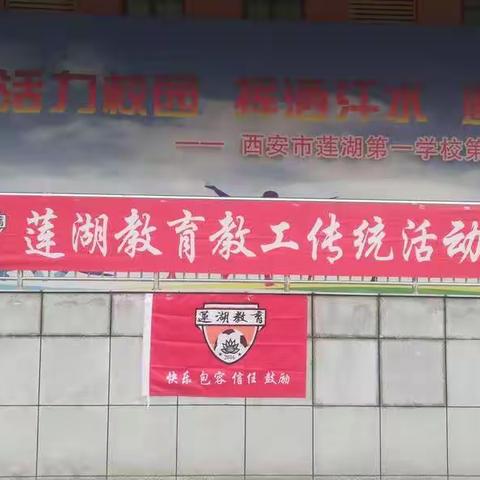 活力校园 挥洒汗水
—— 西安市莲湖第一学校第
莲湖教育教工传统活动
莲湖教育
2016
快乐 包容 信任 鼓励